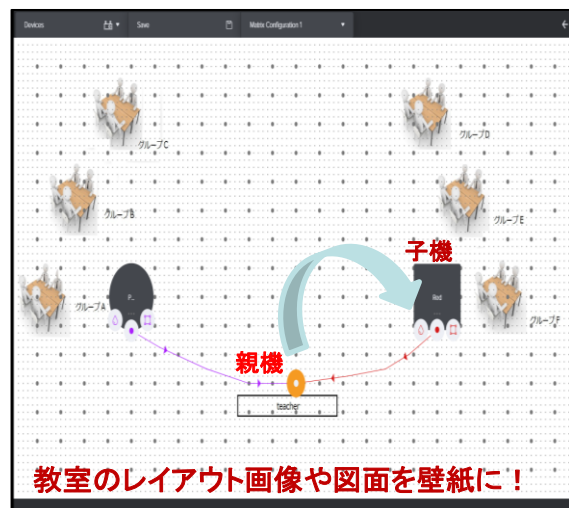 Devices Save Matrix Configuration 1
グループC
グループD
グループB
グループE
子機
グループA
P...
Red
グループF
親機
teacher
教室のレイアウト画像や図面を壁紙に！